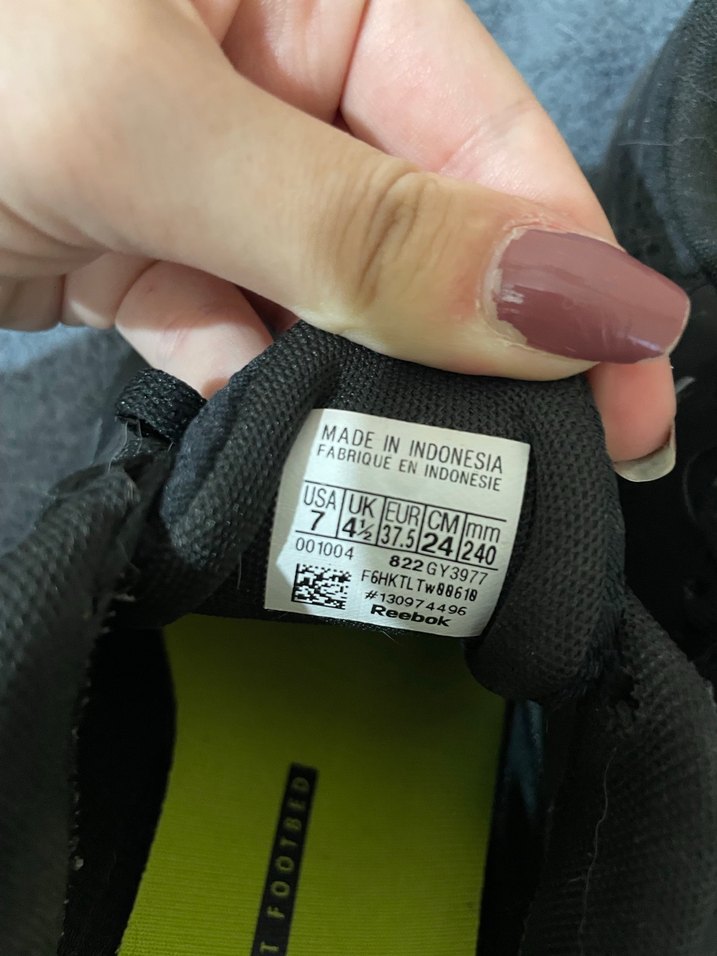 MADE IN INDONESIA
FABRIQUE EN INDONESIE
USA UK EUR CM mm
7 4½ 37.5 24 240
001004 822 GY3977
F6HKTLTw00610
#130974496
Reebok
T FOOTBED